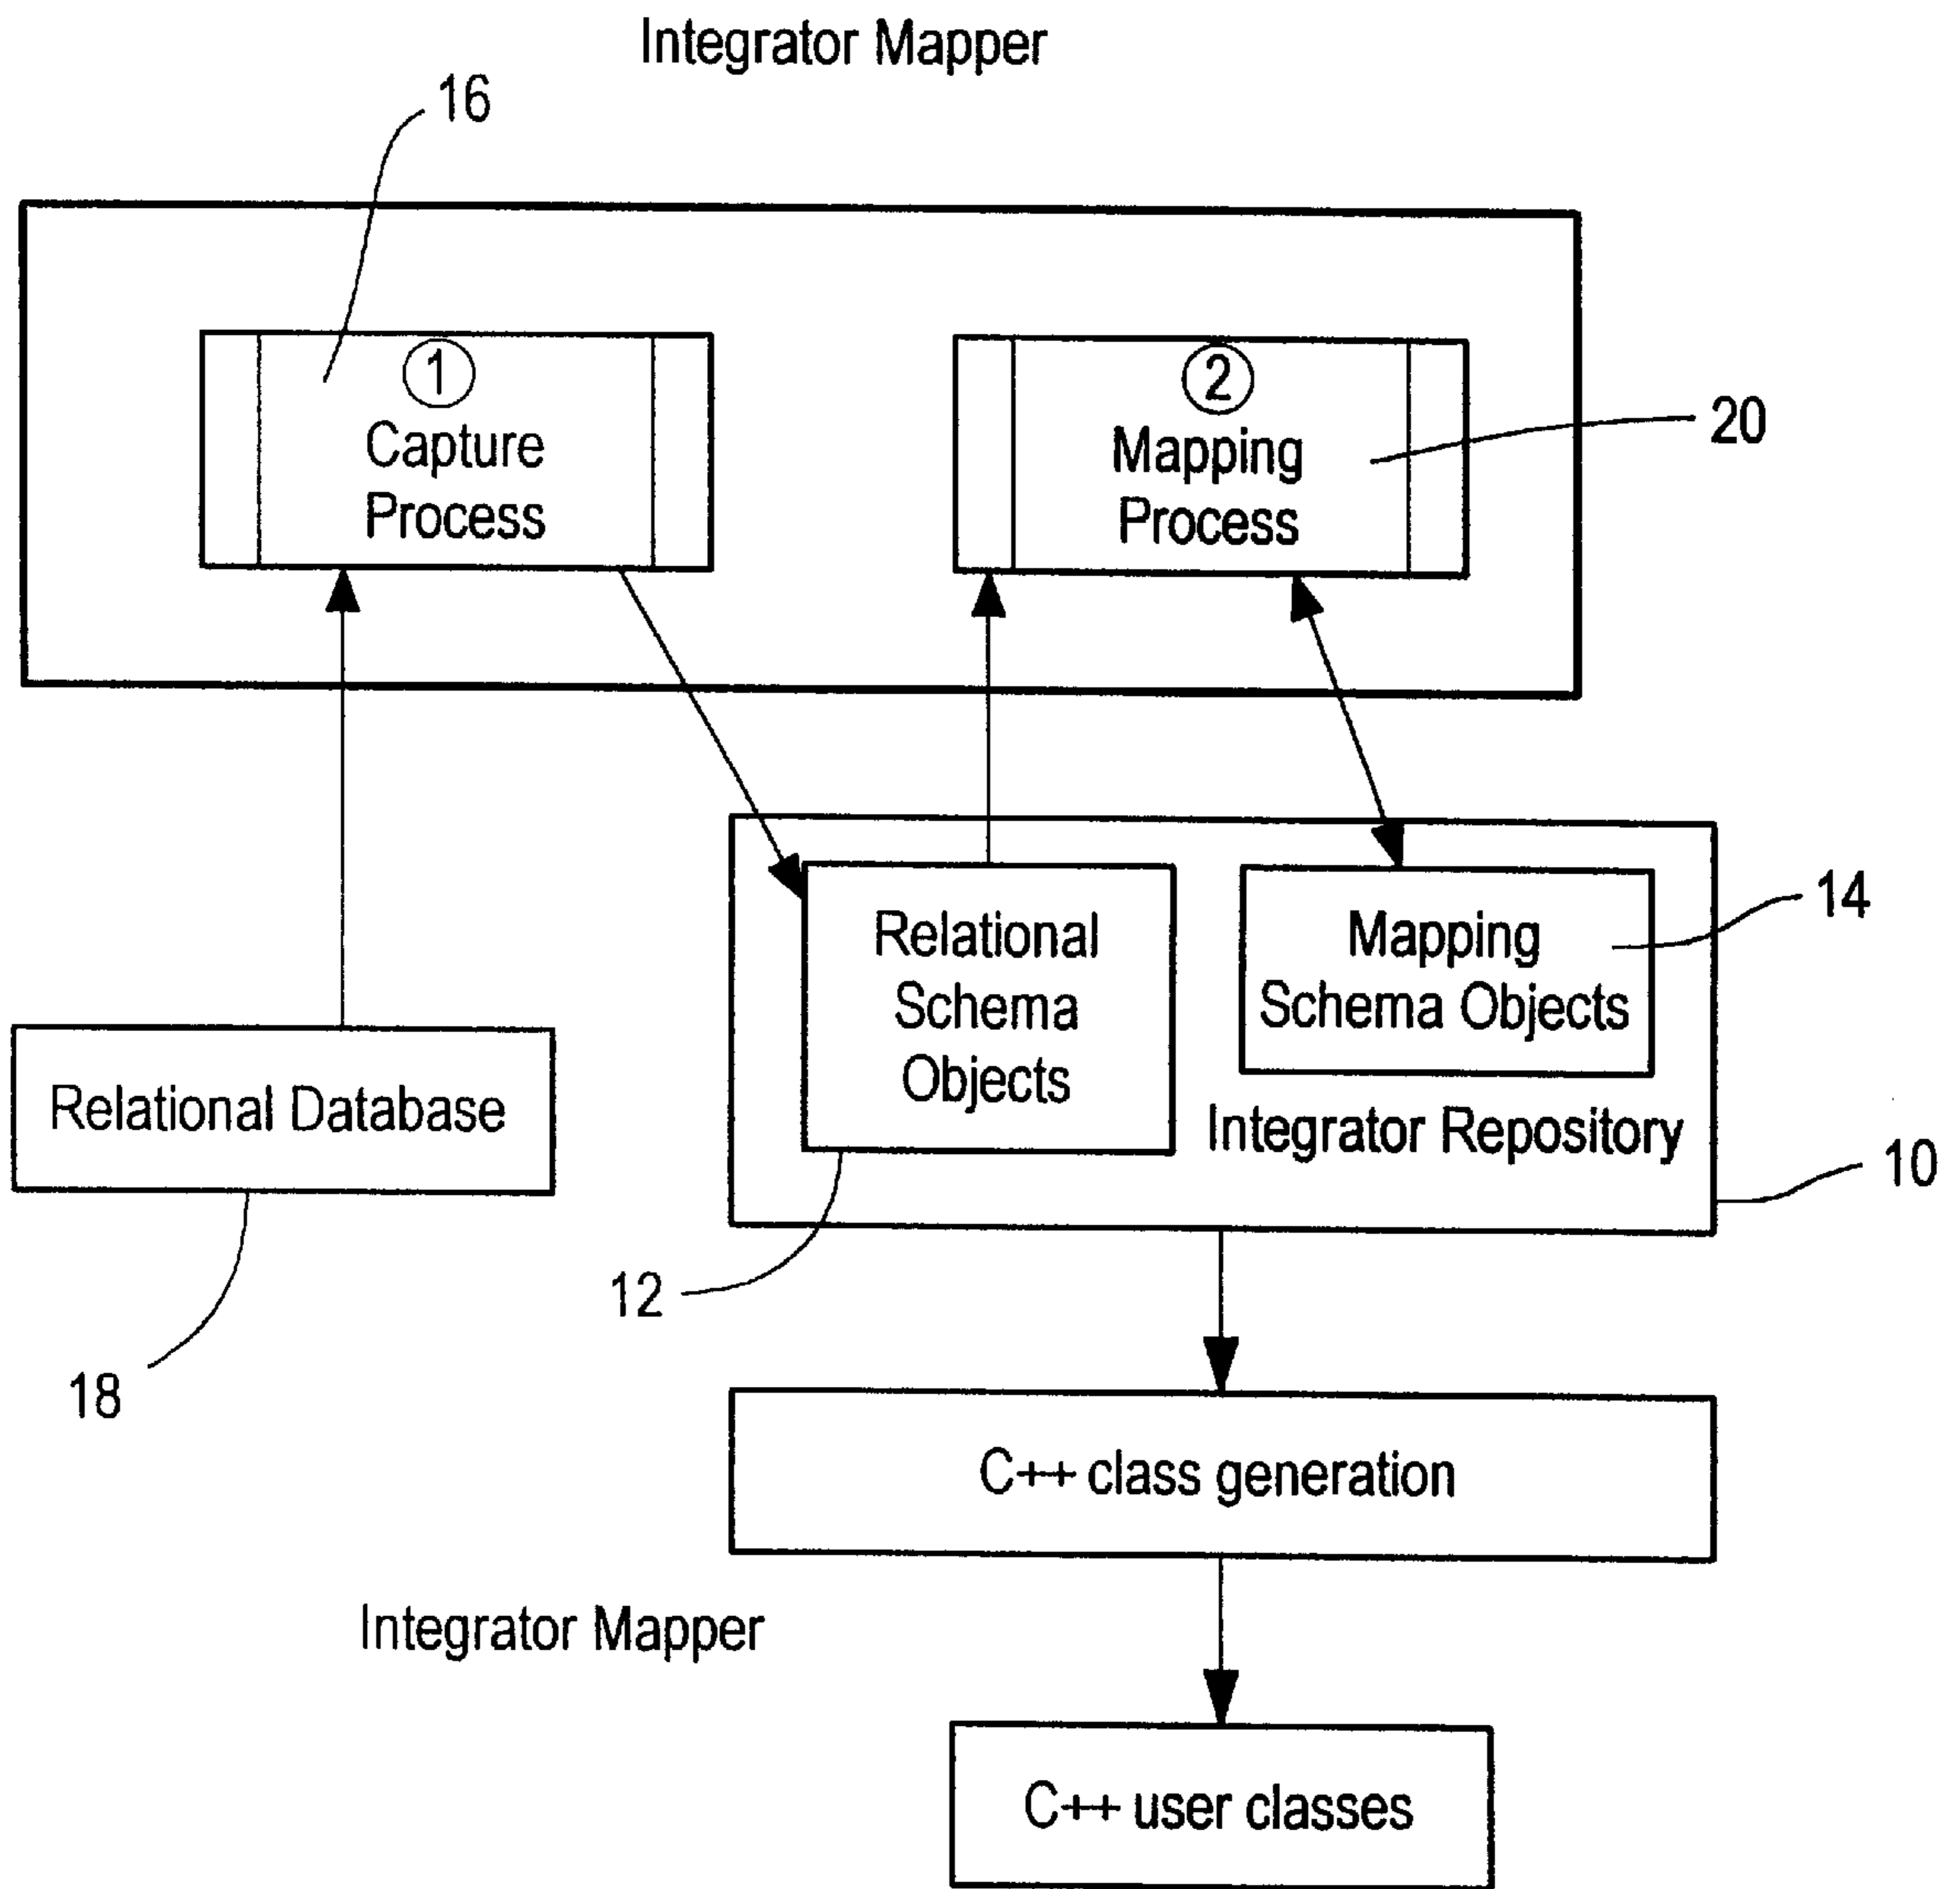 Integrator Mapper
16
1
Capture
Process
2
Mapping
Process
20
Relational
Schema
Objects
Mapping
Schema Objects
14
Integrator Repository
10
Relational Database
12
18
C++ class generation
Integrator Mapper
C++ user classes